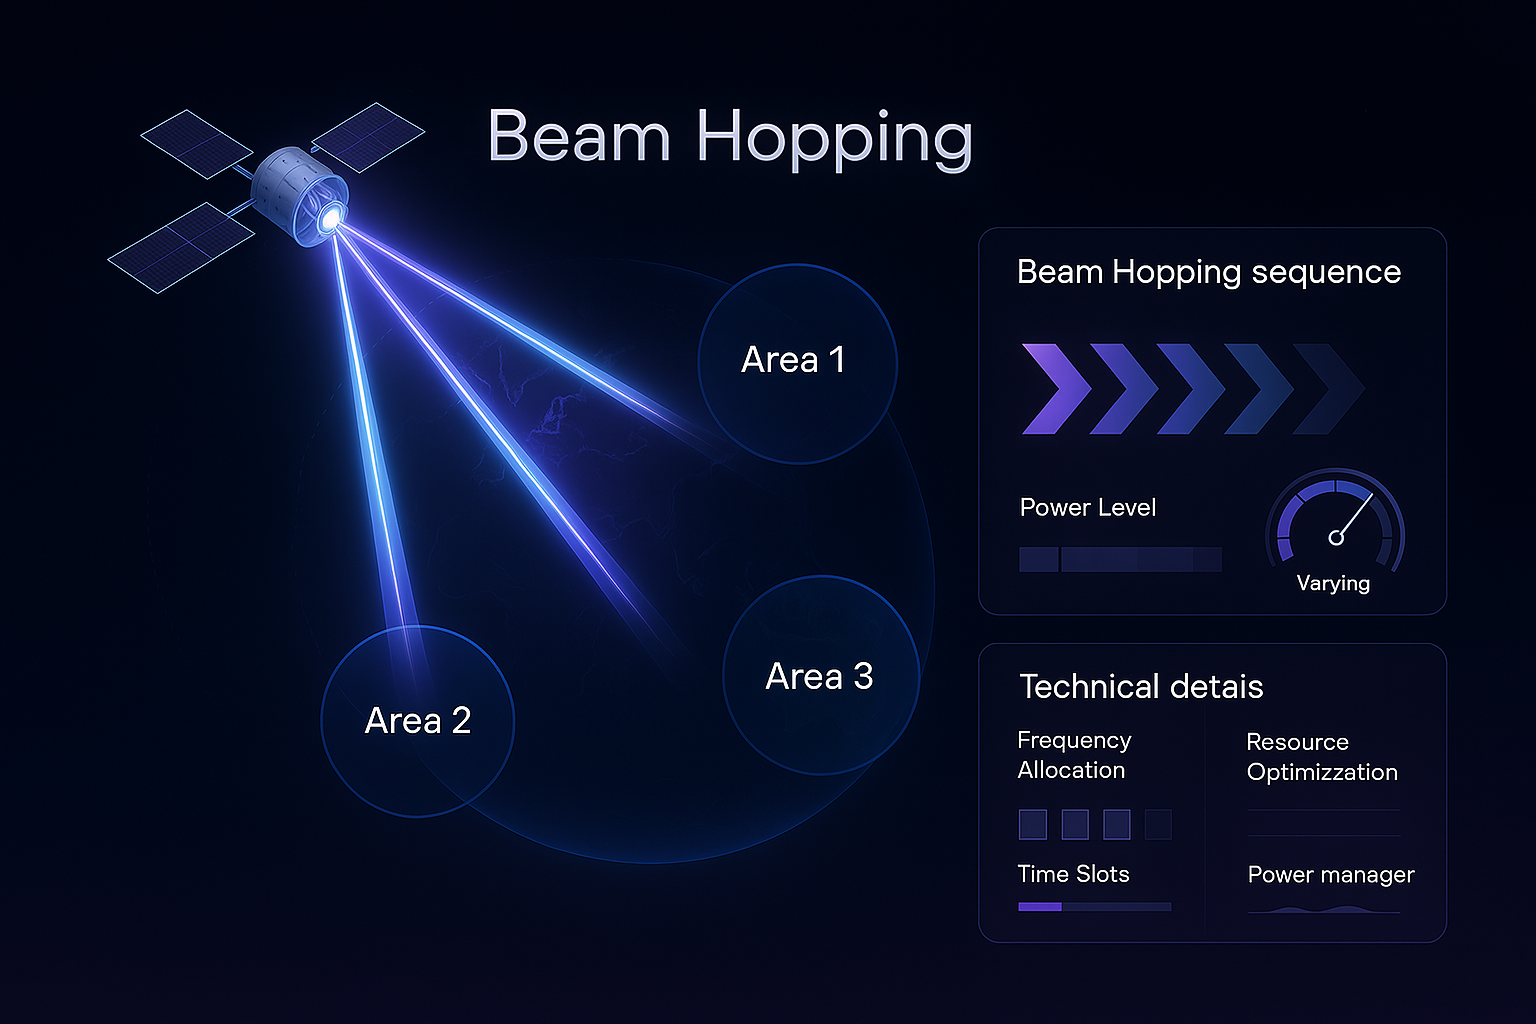 Beam Hopping
Area 1
Area 2
Area 3
Beam Hopping sequence
Power Level
Varying
Technical detais
Frequency
Allocation
Resource
Optimizzation
Time Slots
Power manager